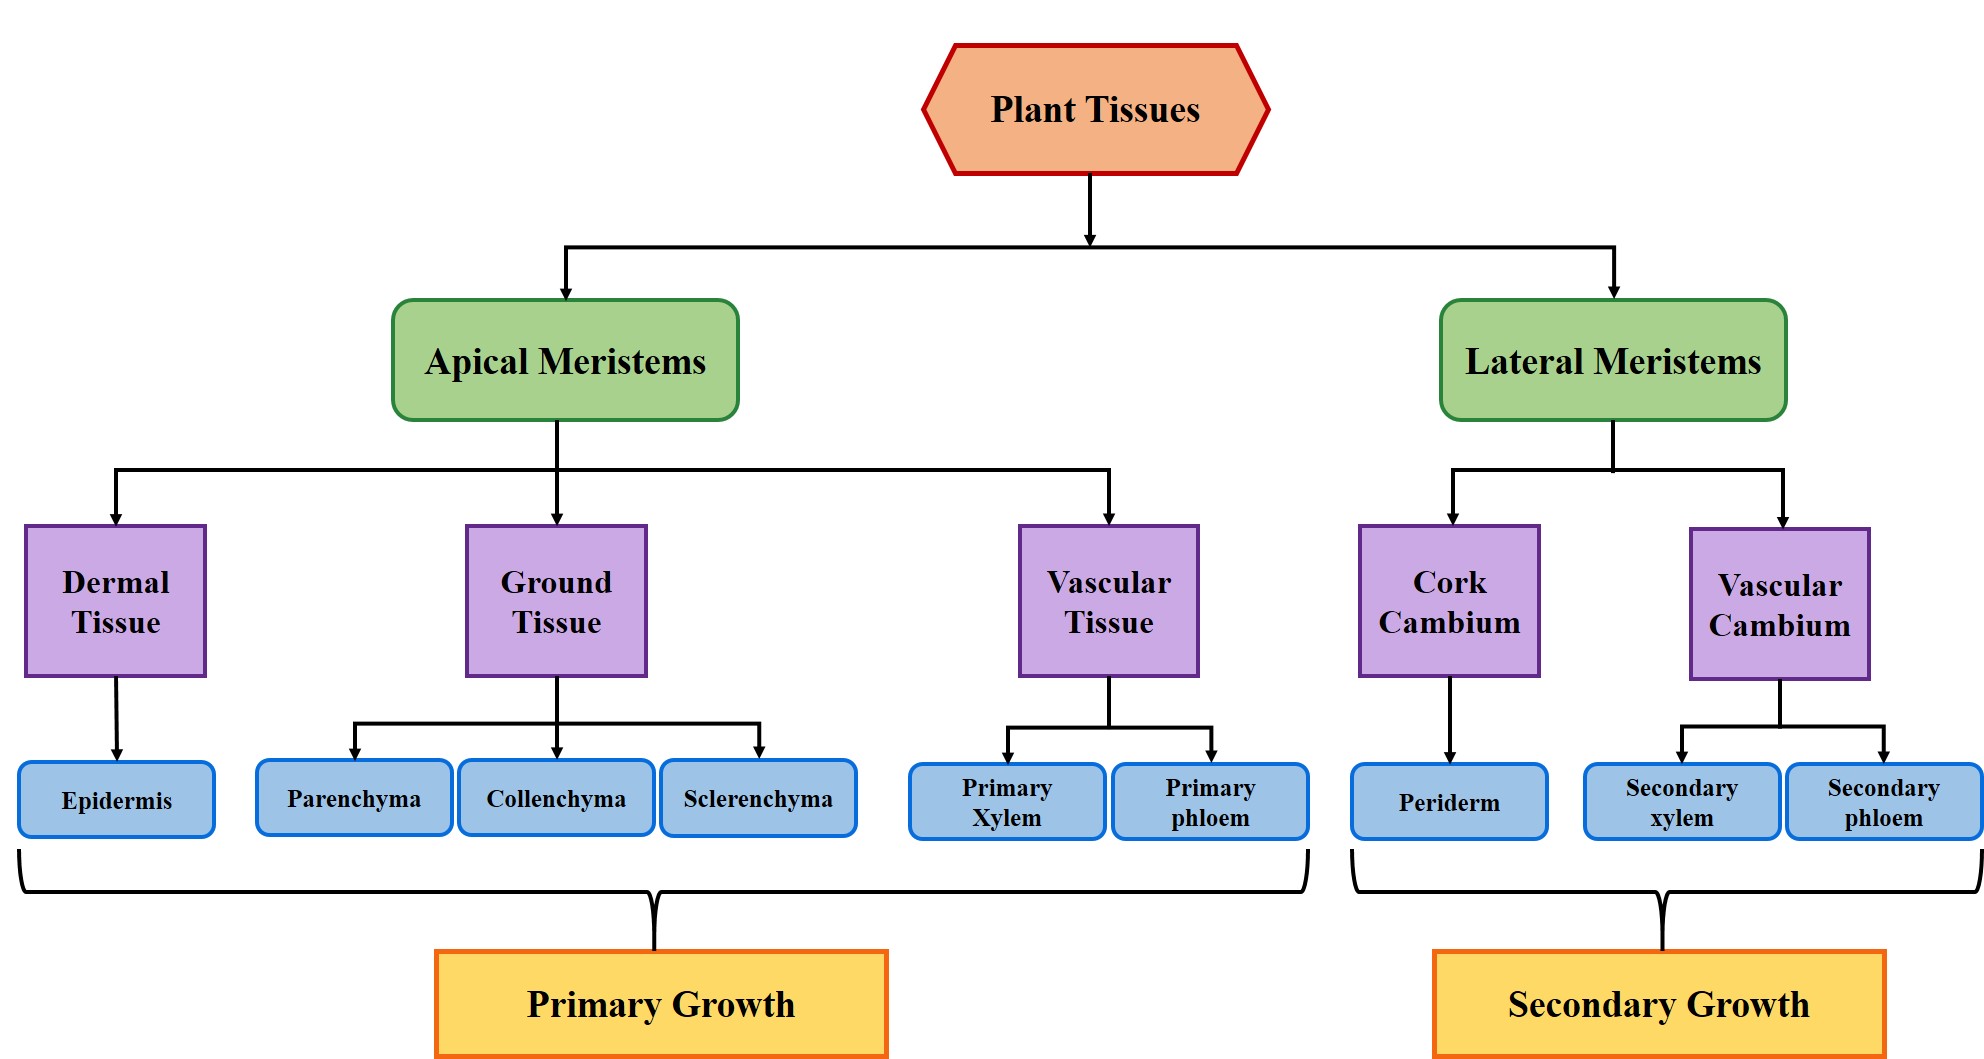 Plant Tissues
Apical Meristems
Lateral Meristems
Dermal
Tissue
Ground
Tissue
Vascular
Tissue
Cork
Cambium
Vascular
Cambium
Epidermis
Parenchyma
Collenchyma
Sclerenchyma
Primary
Xylem
Primary
phloem
Periderm
Secondary
xylem
Secondary
phloem
Primary Growth
Secondary Growth